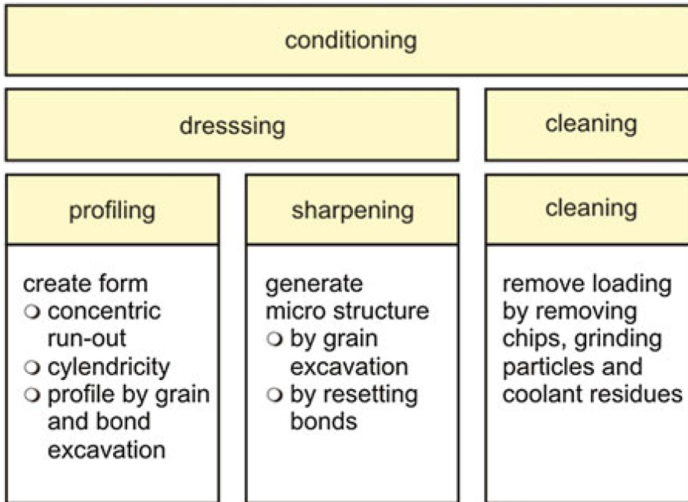 conditioning
dresssing
cleaning
profiling
sharpening
cleaning
create form
concentric
run-out
cylendricity
profile by grain
and bond
excavation
generate
micro structure
by grain
excavation
by resetting
bonds
remove loading
by removing
chips, grinding
particles and
coolant residues